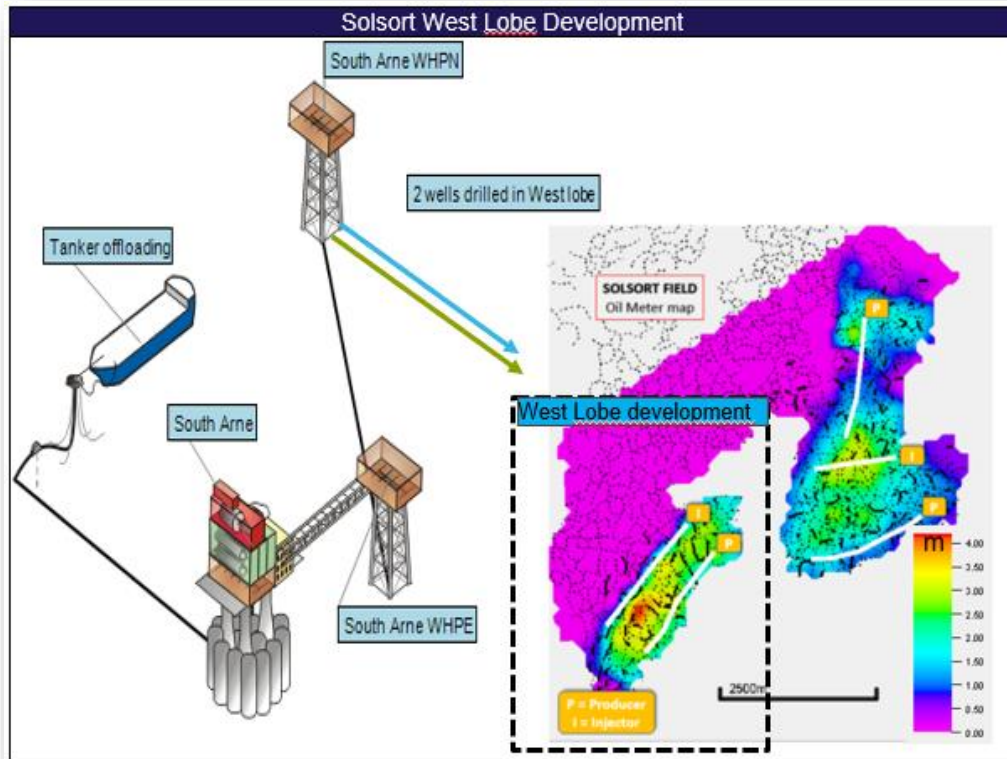 Solsort West Lobe Development
South Arne WHPN
2 wells drilled in West lobe
Tanker offloading
SOLSORT FIELD
Oil Meter map
P
South Arne
West Lobe development
I
P
I
P
m
4.00
3.50
3.00
2.50
2.00
1.50
1.00
0.50
0.00
South Arne WHPE
2500m
P = Producer
I = Injector